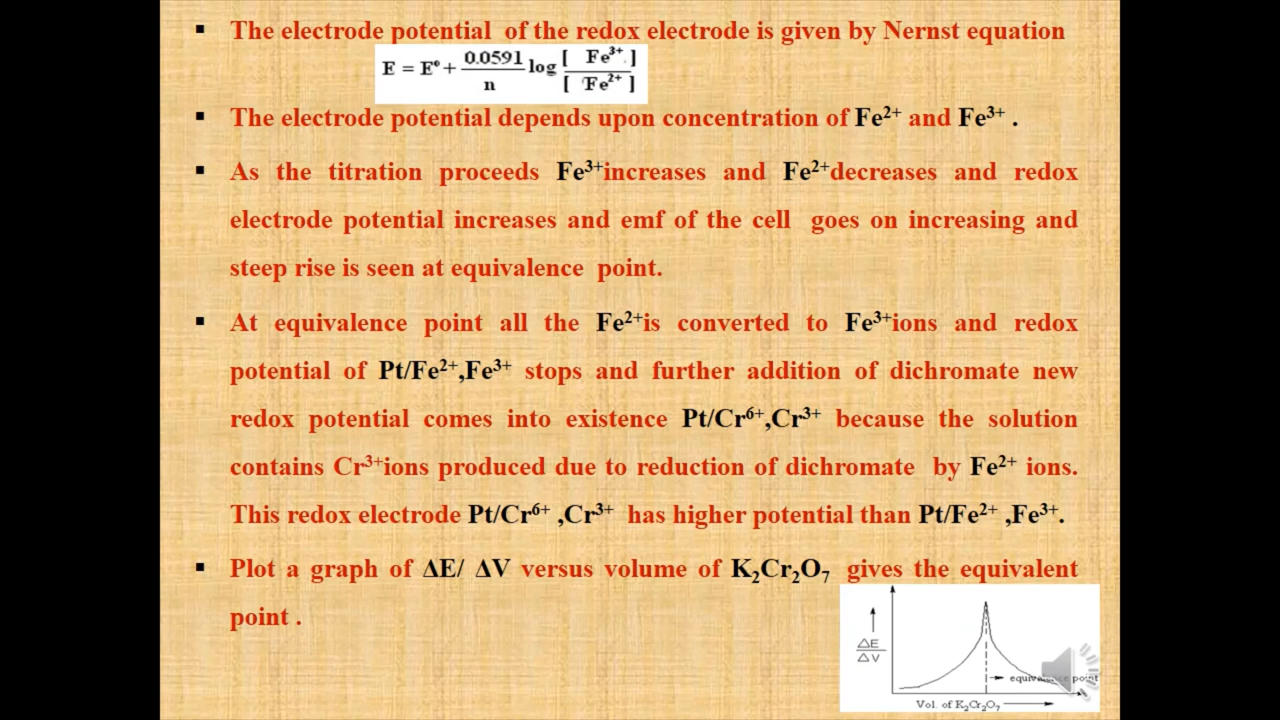 ▪ The electrode potential of the redox electrode is given by Nernst equation
E = E° + 0.0591/n log [ Fe³⁺ ]/[ Fe²⁺ ]
▪ The electrode potential depends upon concentration of Fe²⁺ and Fe³⁺ .
▪ As the titration proceeds Fe³⁺increases and Fe²⁺decreases and redox
electrode potential increases and emf of the cell goes on increasing and
steep rise is seen at equivalence point.
▪ At equivalence point all the Fe²⁺is converted to Fe³⁺ions and redox
potential of Pt/Fe²⁺,Fe³⁺ stops and further addition of dichromate new
redox potential comes into existence Pt/Cr⁶⁺,Cr³⁺ because the solution
contains Cr³⁺ions produced due to reduction of dichromate by Fe²⁺ ions.
This redox electrode Pt/Cr⁶⁺ ,Cr³⁺ has higher potential than Pt/Fe²⁺ ,Fe³⁺.
▪ Plot a graph of ΔE/ ΔV versus volume of K₂Cr₂O₇ gives the equivalent
point .
ΔE
ΔV
equivalence point
Vol. of K₂Cr₂O₇